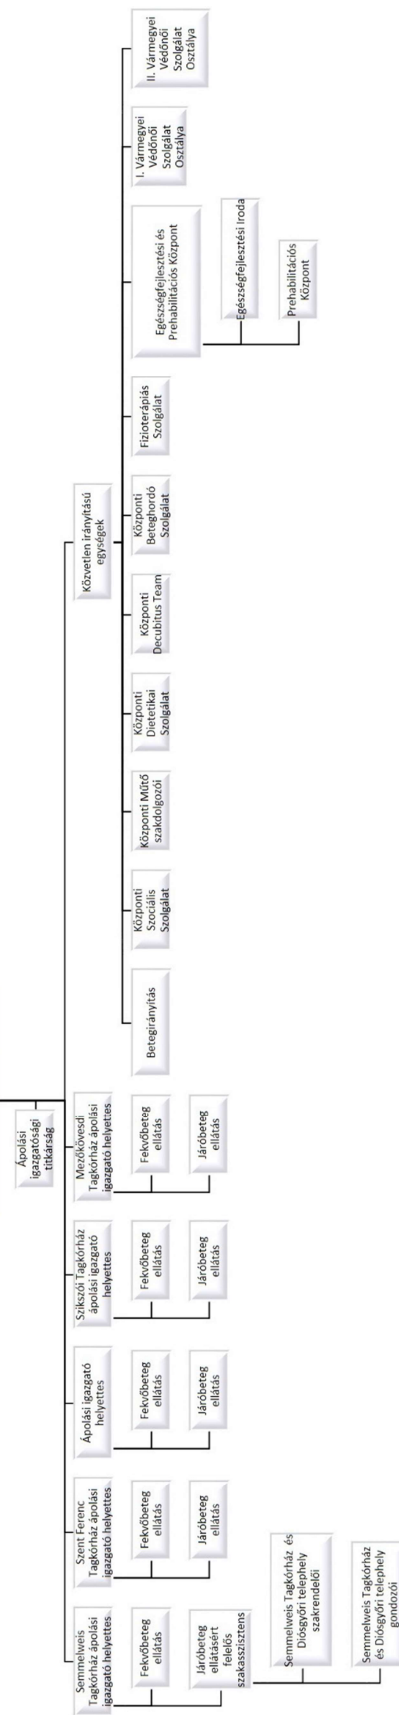 Ápolási
igazgatósági
titkárság
Semmelweis
Tagkórház ápolási
igazgató helyettes
Fekvőbeteg
ellátás
Járóbeteg
ellátásért
felelős
szakasszisztens
Semmelweis Tagkórház és
Diósgyőri telephely
szakrendelői
Semmelweis Tagkórház
és Diósgyőri telephely
gondozói
Szent Ferenc
Tagkórház ápolási
igazgató helyettes
Fekvőbeteg
ellátás
Járóbeteg
ellátás
Ápolási igazgató
helyettes
Fekvőbeteg
ellátás
Járóbeteg
ellátás
Szikszói Tagkórház
ápolási igazgató
helyettes
Fekvőbeteg
ellátás
Járóbeteg
ellátás
Mezőkövesdi
Tagkórház ápolási
igazgató helyettes
Fekvőbeteg
ellátás
Járóbeteg
ellátás
Közvetlen irányítású
egységek
Betegirányítás
Központi
Szociális
Szolgálat
Központi Műtő
szakdolgozói
Központi
Dietetikai
Szolgálat
Központi
Decubitus Team
Központi
Beteghordó
Szolgálat
Fizioterápiás
Szolgálat
Egészségfejlesztési és
Prehabilitációs Központ
Egészségfejlesztési Iroda
Prehabilitációs
Központ
I. Vármegyei
Védőnői
Szolgálat
Osztálya
II. Vármegyei
Védőnői
Szolgálat
Osztálya